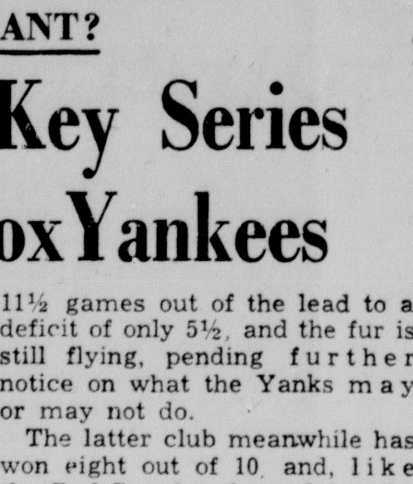 ANT?
Key Series
ox Yankees
11½ games out of the lead to a
deficit of only 5½, and the fur is
still flying, pending further
notice on what the Yanks may
or may not do.
The latter club meanwhile has
won eight out of 10, and, like